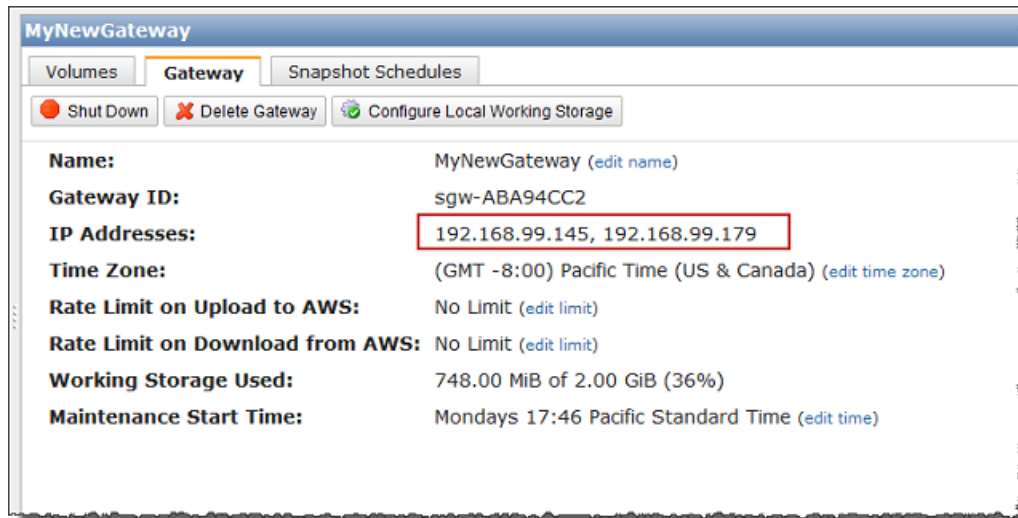 MyNewGateway
Volumes Gateway Snapshot Schedules
Shut Down Delete Gateway Configure Local Working Storage
Name: MyNewGateway (edit name)
Gateway ID: sgw-ABA94CC2
IP Addresses: 192.168.99.145, 192.168.99.179
Time Zone: (GMT -8:00) Pacific Time (US & Canada) (edit time zone)
Rate Limit on Upload to AWS: No Limit (edit limit)
Rate Limit on Download from AWS: No Limit (edit limit)
Working Storage Used: 748.00 MiB of 2.00 GiB (36%)
Maintenance Start Time: Mondays 17:46 Pacific Standard Time (edit time)